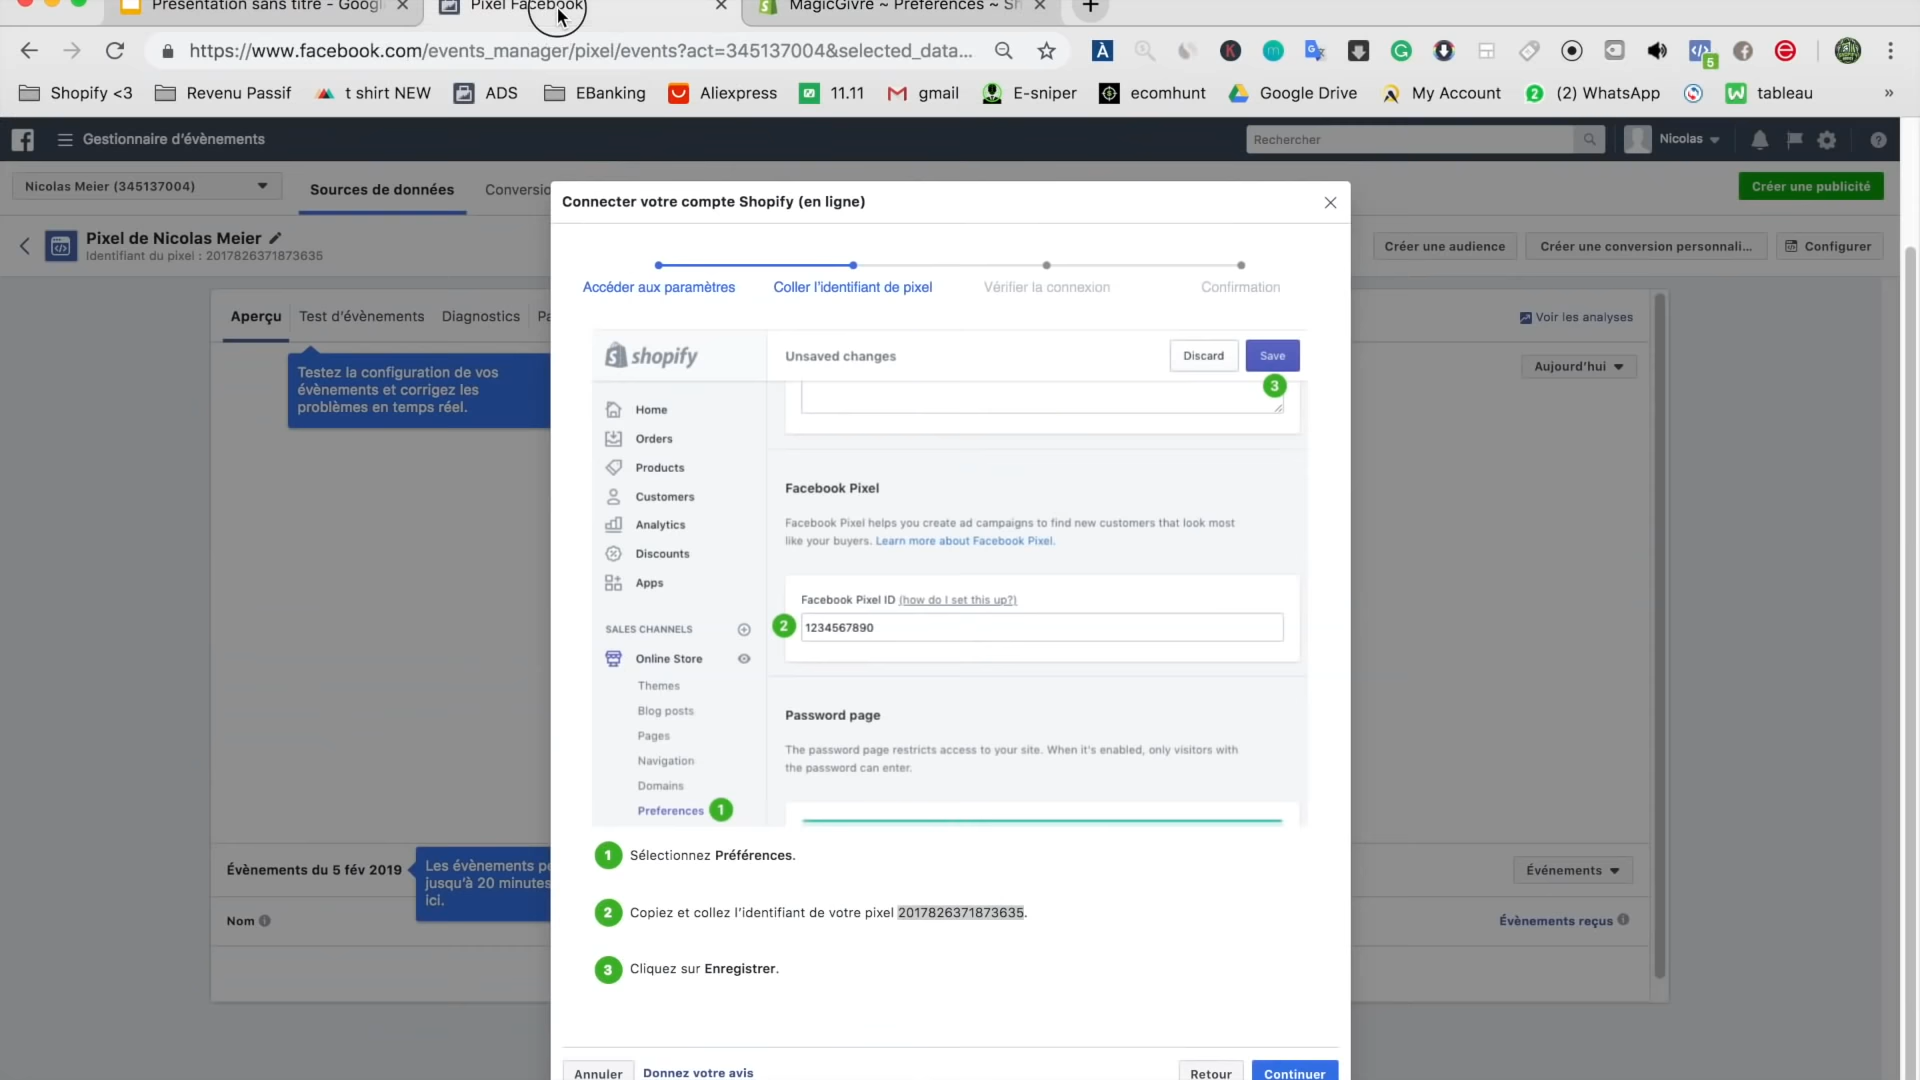 Présentation sans titre - Googl
Pixel Facebook
MagicGivre ~ Préférences ~ Sh
https://www.facebook.com/events_manager/pixel/events?act=345137004&selected_data...
5
Shopify <3
Revenu Passif
t shirt NEW
ADS
EBanking
Aliexpress
11.11
gmail
E-sniper
ecomhunt
Google Drive
My Account
(2) WhatsApp
tableau
»
Gestionnaire d'évènements
Rechercher
Nicolas
Nicolas Meier (345137004)
Sources de données
Conversio
Créer une publicité
Pixel de Nicolas Meier
Identifiant du pixel : 2017826371873635
Créer une audience
Créer une conversion personnali...
Configurer
Connecter votre compte Shopify (en ligne)
Accéder aux paramètres
Coller l'identifiant de pixel
Vérifier la connexion
Confirmation
Aperçu
Test d'évènements
Diagnostics
Pa
Voir les analyses
Testez la configuration de vos
évènements et corrigez les
problèmes en temps réel.
Aujourd'hui
shopify
Unsaved changes
Discard
Save
3
Home
Orders
Products
Customers
Analytics
Discounts
Apps
SALES CHANNELS
Online Store
Themes
Blog posts
Pages
Navigation
Domains
Preferences
1
Facebook Pixel
Facebook Pixel helps you create ad campaigns to find new customers that look most
like your buyers. Learn more about Facebook Pixel.
Facebook Pixel ID (how do I set this up?)
2
1234567890
Password page
The password page restricts access to your site. When it's enabled, only visitors with
the password can enter.
1 Sélectionnez Préférences.
2 Copiez et collez l'identifiant de votre pixel 2017826371873635.
3 Cliquez sur Enregistrer.
Évènements du 5 fév 2019
Les évènements pe
jusqu'à 20 minutes
ici.
Événements
Nom
Évènements reçus
Annuler
Donnez votre avis
Retour
Continuer